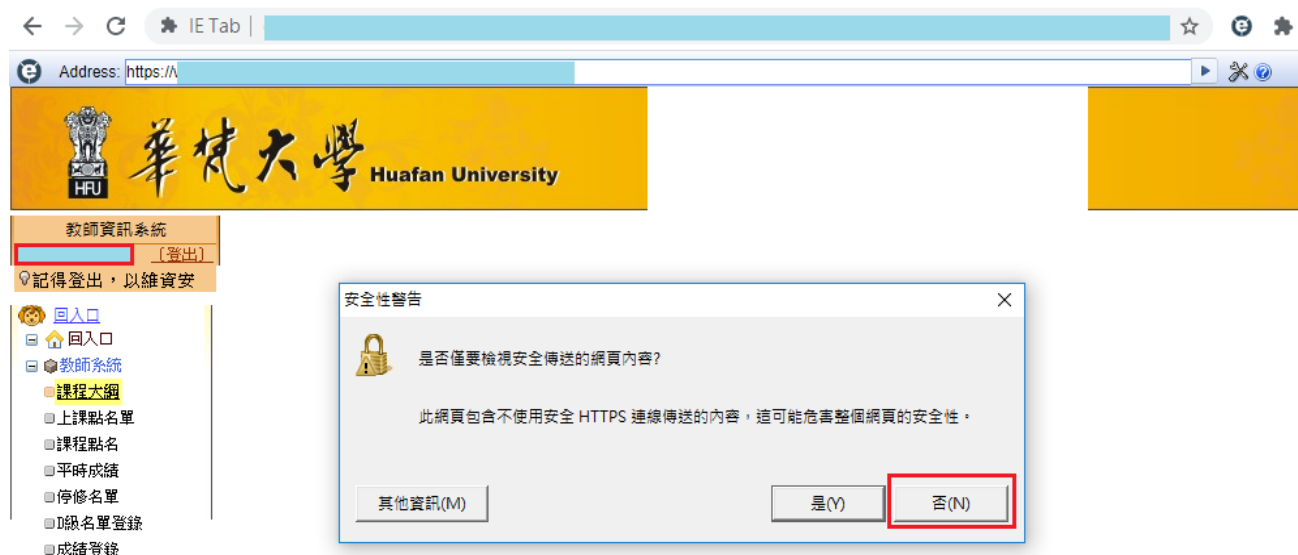 IE Tab
Address: https://
華梵大學 Huafan University
HFU
教師資訊系統
〔登出〕
記得登出，以維資安
回入口
回入口
教師系統
課程大綱
上課點名單
課程點名
平時成績
停修名單
D級名單登錄
成績登錄
安全性警告
是否僅要檢視安全傳送的網頁內容?
此網頁包含不使用安全 HTTPS 連線傳送的內容，這可能危害整個網頁的安全性。
其他資訊(M)
是(Y)
否(N)